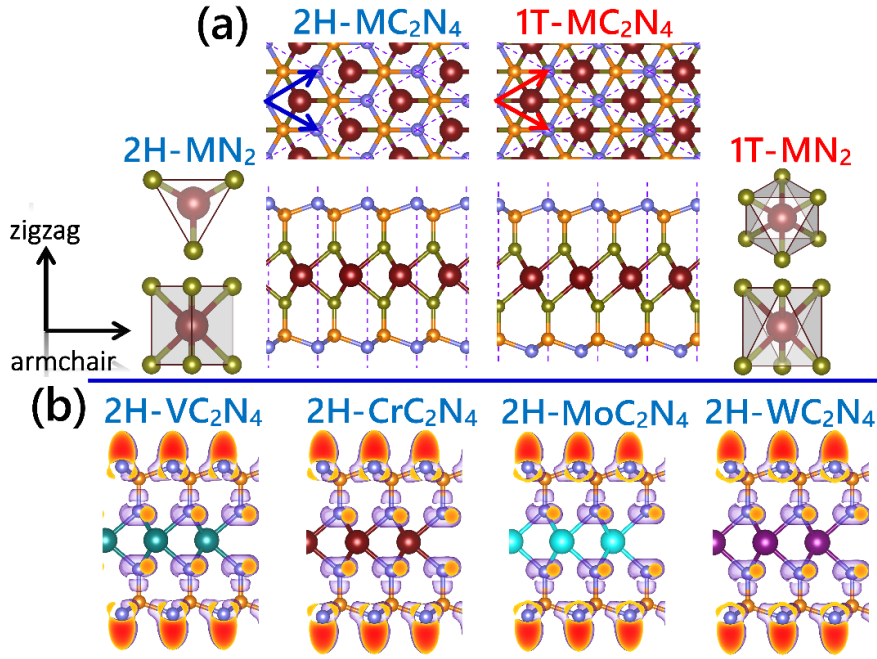 (a)
2H-MC₂N₄
1T-MC₂N₄
2H-MN₂
1T-MN₂
zigzag
armchair
(b)
2H-VC₂N₄
2H-CrC₂N₄
2H-MoC₂N₄
2H-WC₂N₄